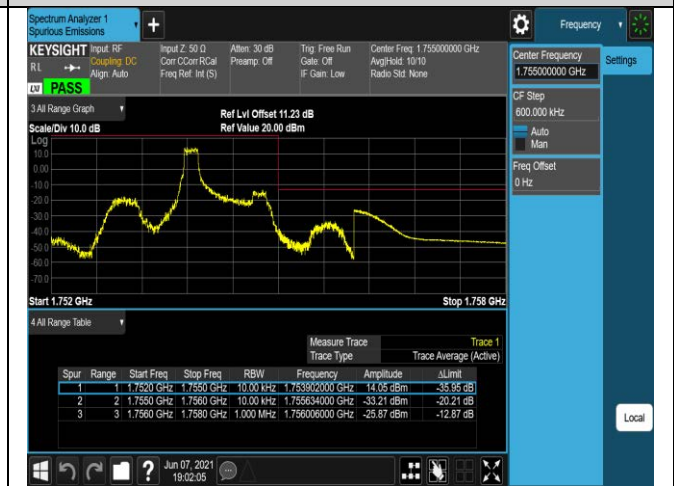 Spectrum Analyzer 1
Spurious Emissions
Frequency
KEYSIGHT
Input: RF
Coupling: DC
Align: Auto
Input Z: 50 Ω
Corr CCorr RCal
Freq Ref: Int (S)
Atten: 30 dB
Preamp: Off
Trig: Free Run
Gate: Off
IF Gain: Low
Center Freq: 1.755000000 GHz
Avg|Hold: 10/10
Radio Std: None
RL
LXI
PASS
Center Frequency
1.755000000 GHz
Settings
CF Step
600.000 kHz
Auto
Man
Freq Offset
0 Hz
3 All Range Graph
Ref Lvl Offset 11.23 dB
Scale/Div 10.0 dB
Ref Value 20.00 dBm
Log
10.0
0.00
-10.0
-20.0
-30.0
-40.0
-50.0
-60.0
-70.0
Start 1.752 GHz
Stop 1.758 GHz
4 All Range Table
Measure Trace Trace 1
Trace Type Trace Average (Active)
Spur Range Start Freq Stop Freq RBW Frequency Amplitude ΔLimit
1 1 1.7520 GHz 1.7550 GHz 10.00 kHz 1.753902000 GHz 14.05 dBm -35.95 dB
2 2 1.7550 GHz 1.7560 GHz 10.00 kHz 1.755634000 GHz -33.21 dBm -20.21 dB
3 3 1.7560 GHz 1.7580 GHz 1.000 MHz 1.756006000 GHz -25.87 dBm -12.87 dB
Local
Jun 07, 2021
19:02:05